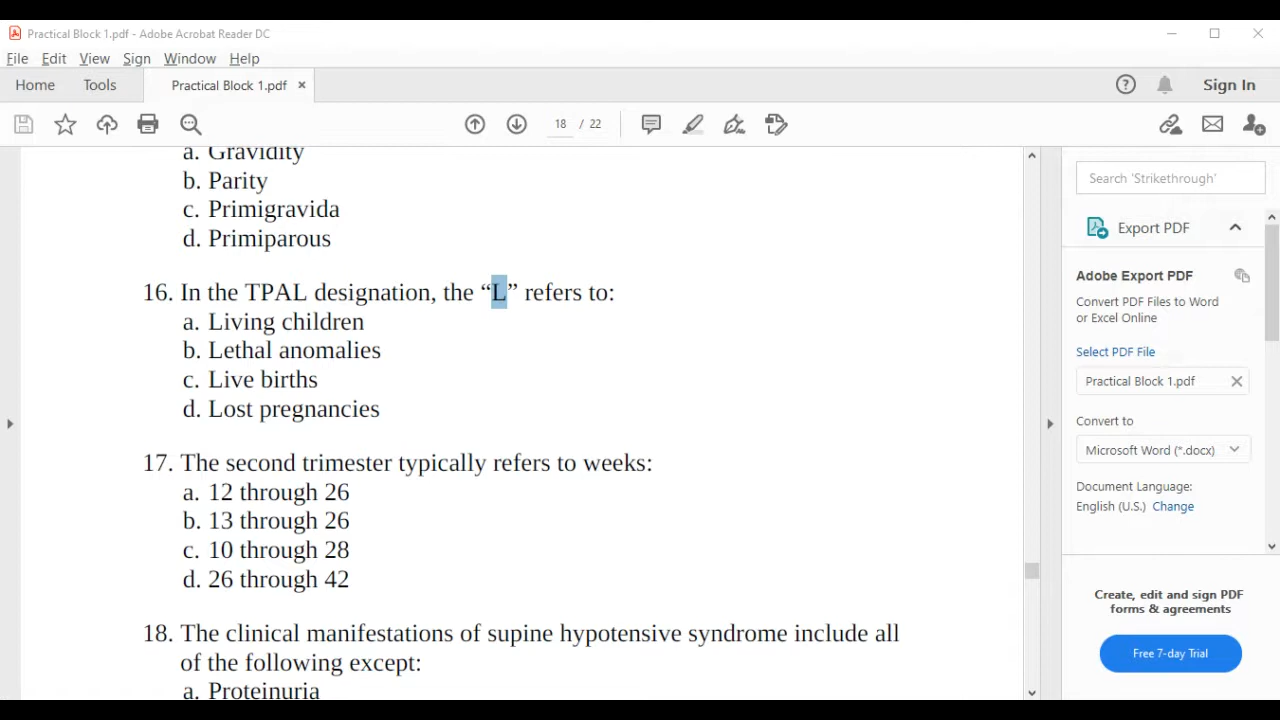 Practical Block 1.pdf - Adobe Acrobat Reader DC
File Edit View Sign Window Help
Home Tools Practical Block 1.pdf × Sign In
18 / 22
a. Gravidity
b. Parity
c. Primigravida
d. Primiparous
16. In the TPAL designation, the “L” refers to:
a. Living children
b. Lethal anomalies
c. Live births
d. Lost pregnancies
17. The second trimester typically refers to weeks:
a. 12 through 26
b. 13 through 26
c. 10 through 28
d. 26 through 42
18. The clinical manifestations of supine hypotensive syndrome include all
of the following except:
a. Proteinuria
Search 'Strikethrough'
Export PDF
Adobe Export PDF
Convert PDF Files to Word
or Excel Online
Select PDF File
Practical Block 1.pdf
Convert to
Microsoft Word (*.docx)
Document Language:
English (U.S.) Change
Create, edit and sign PDF
forms & agreements
Free 7-day Trial